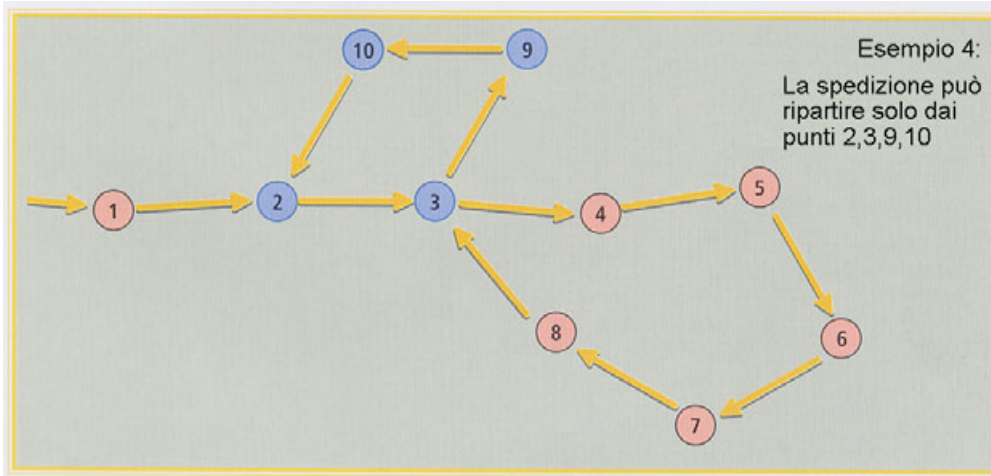 10
9
Esempio 4:
La spedizione può
ripartire solo dai
punti 2,3,9,10
1
2
3
4
5
8
6
7